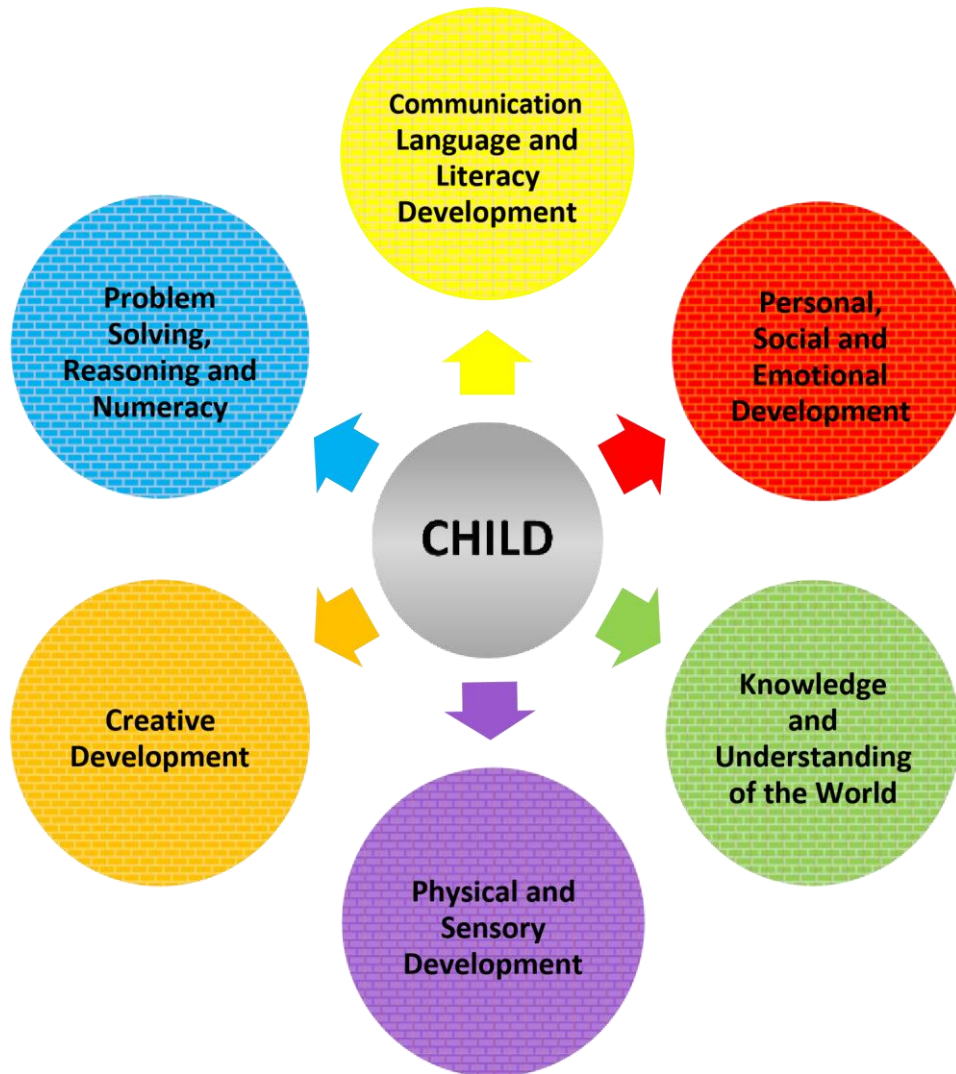 Communication
Language and
Literacy
Development
Personal,
Social and
Emotional
Development
Knowledge
and
Understanding
of the World
Physical and
Sensory
Development
Creative
Development
Problem
Solving,
Reasoning and
Numeracy
CHILD